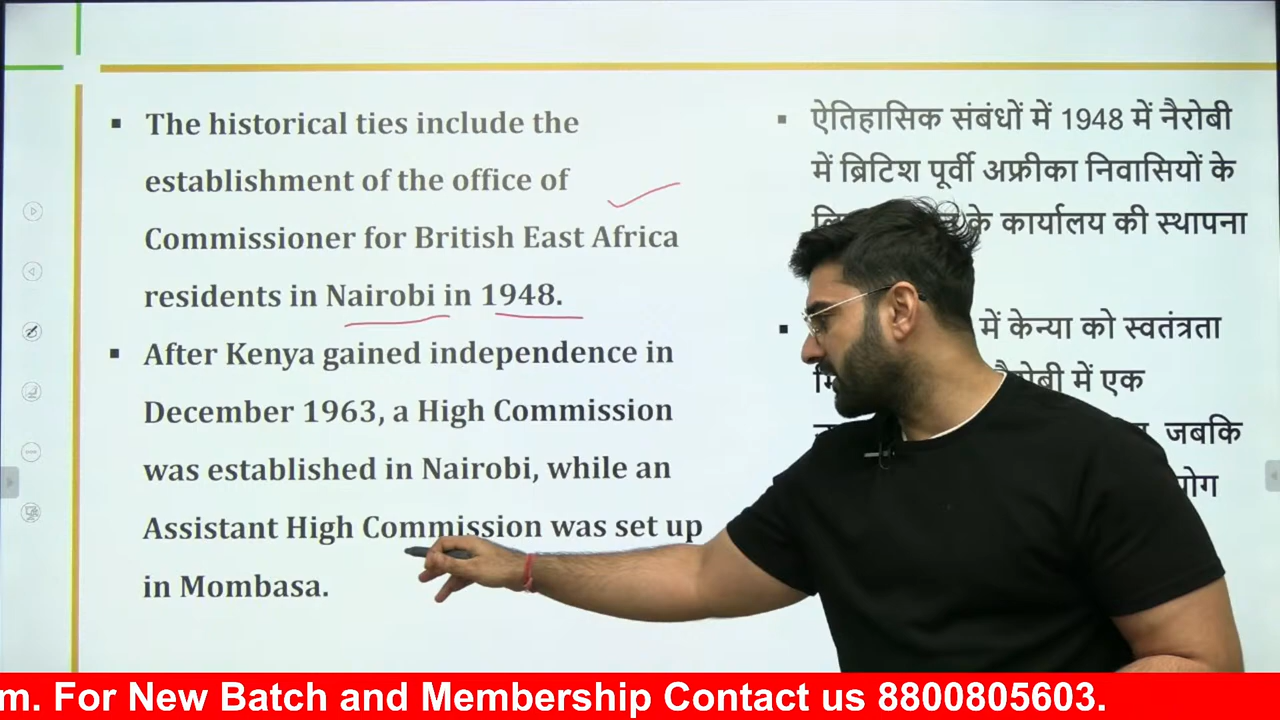 ▪ The historical ties include the
establishment of the office of
Commissioner for British East Africa
residents in Nairobi in 1948.
▪ After Kenya gained independence in
December 1963, a High Commission
was established in Nairobi, while an
Assistant High Commission was set up
in Mombasa.
▪ ऐतिहासिक संबंधों में 1948 में नैरोबी
में ब्रिटिश पूर्वी अफ्रीका निवासियों के
के कार्यालय की स्थापना
▪ में केन्या को स्वतंत्रता
में एक
जबकि
m. For New Batch and Membership Contact us 8800805603.